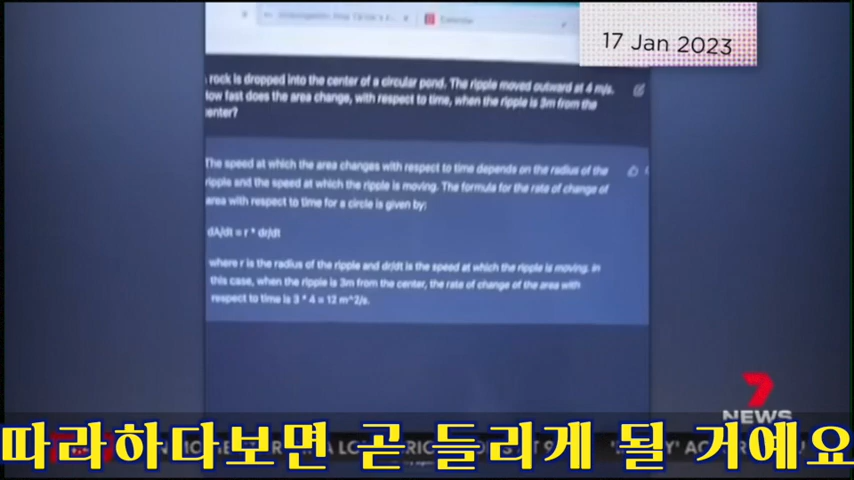 17 Jan 2023
rock is dropped into the center of a circular pond. The ripple moved outward at 4 m/s.
How fast does the area change, with respect to time, when the ripple is 3m from the
center?
The speed at which the area changes with respect to time depends on the radius of the
ripple and the speed at which the ripple is moving. The formula for the rate of change of
area with respect to time for a circle is given by:
dA/dt = r * dr/dt
where r is the radius of the ripple and dr/dt is the speed at which the ripple is moving. In
this case, when the ripple is 3m from the center, the rate of change of the area with
respect to time is 3 * 4 = 12 m^2/s.
7
NEWS
따라하다보면 곧 들리게 될 거예요